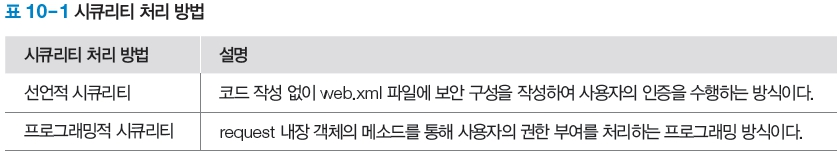 표 10-1 시큐리티 처리 방법
시큐리티 처리 방법 설명
선언적 시큐리티 코드 작성 없이 web.xml 파일에 보안 구성을 작성하여 사용자의 인증을 수행하는 방식이다.
프로그래밍적 시큐리티 request 내장 객체의 메소드를 통해 사용자의 권한 부여를 처리하는 프로그래밍 방식이다.